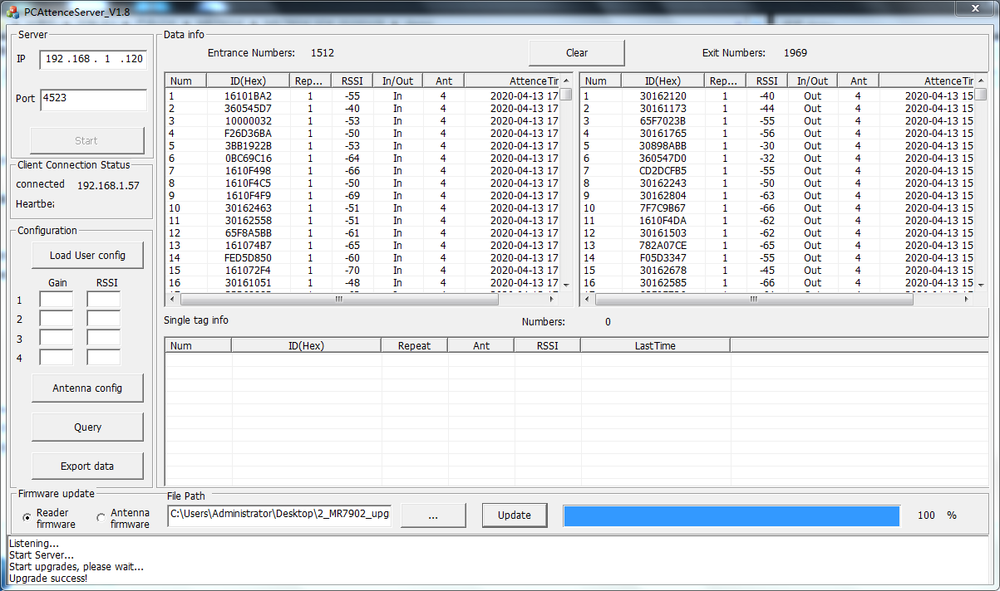 PCAttenceServer_V1.8
Server
IP 192 .168 . 1 .120
Port 4523
Start
Client Connection Status
connected 192.168.1.57
Heartbe
Configuration
Load User config
Gain RSSI
1
2
3
4
Antenna config
Query
Export data
Data info
Entrance Numbers: 1512 Clear Exit Numbers: 1969
Num ID(Hex) Rep... RSSI In/Out Ant AttenceTir
1 16101BA2 1 -55 In 4 2020-04-13 17
2 360545D7 1 -40 In 4 2020-04-13 17
3 10000032 1 -53 In 4 2020-04-13 17
4 F26D36BA 1 -50 In 4 2020-04-13 17
5 3BB1922B 1 -53 In 4 2020-04-13 17
6 0BC69C16 1 -64 In 4 2020-04-13 17
7 1610F498 1 -66 In 4 2020-04-13 17
8 1610F4C5 1 -50 In 4 2020-04-13 17
9 1610F4F9 1 -69 In 4 2020-04-13 17
10 30162463 1 -51 In 4 2020-04-13 17
11 30162558 1 -51 In 4 2020-04-13 17
12 65F8A5BB 1 -61 In 4 2020-04-13 17
13 161074B7 1 -65 In 4 2020-04-13 17
14 FED5D850 1 -60 In 4 2020-04-13 17
15 161072F4 1 -70 In 4 2020-04-13 17
16 30161051 1 -48 In 4 2020-04-13 17
Num ID(Hex) Rep... RSSI In/Out Ant AttenceTir
1 30162120 1 -40 Out 4 2020-04-13 15
2 30161173 1 -44 Out 4 2020-04-13 15
3 65F7023B 1 -55 Out 4 2020-04-13 15
4 30161765 1 -56 Out 4 2020-04-13 15
5 30898ABB 1 -30 Out 4 2020-04-13 15
6 360547D0 1 -32 Out 4 2020-04-13 15
7 CD2DCFB5 1 -55 Out 4 2020-04-13 15
8 30162243 1 -50 Out 4 2020-04-13 15
9 30162804 1 -63 Out 4 2020-04-13 15
10 7F7C9B67 1 -66 Out 4 2020-04-13 15
11 1610F4DA 1 -62 Out 4 2020-04-13 15
12 30161503 1 -62 Out 4 2020-04-13 15
13 782A07CE 1 -65 Out 4 2020-04-13 15
14 F05D3347 1 -55 Out 4 2020-04-13 15
15 30162678 1 -45 Out 4 2020-04-13 15
16 30162585 1 -66 Out 4 2020-04-13 15
Single tag info Numbers: 0
Num ID(Hex) Repeat Ant RSSI LastTime
Firmware update
Reader firmware
Antenna firmware
File Path
C:\Users\Administrator\Desktop\2_MR7902_upg
... Update 100 %
Listening...
Start Server...
Start upgrades, please wait...
Upgrade success!